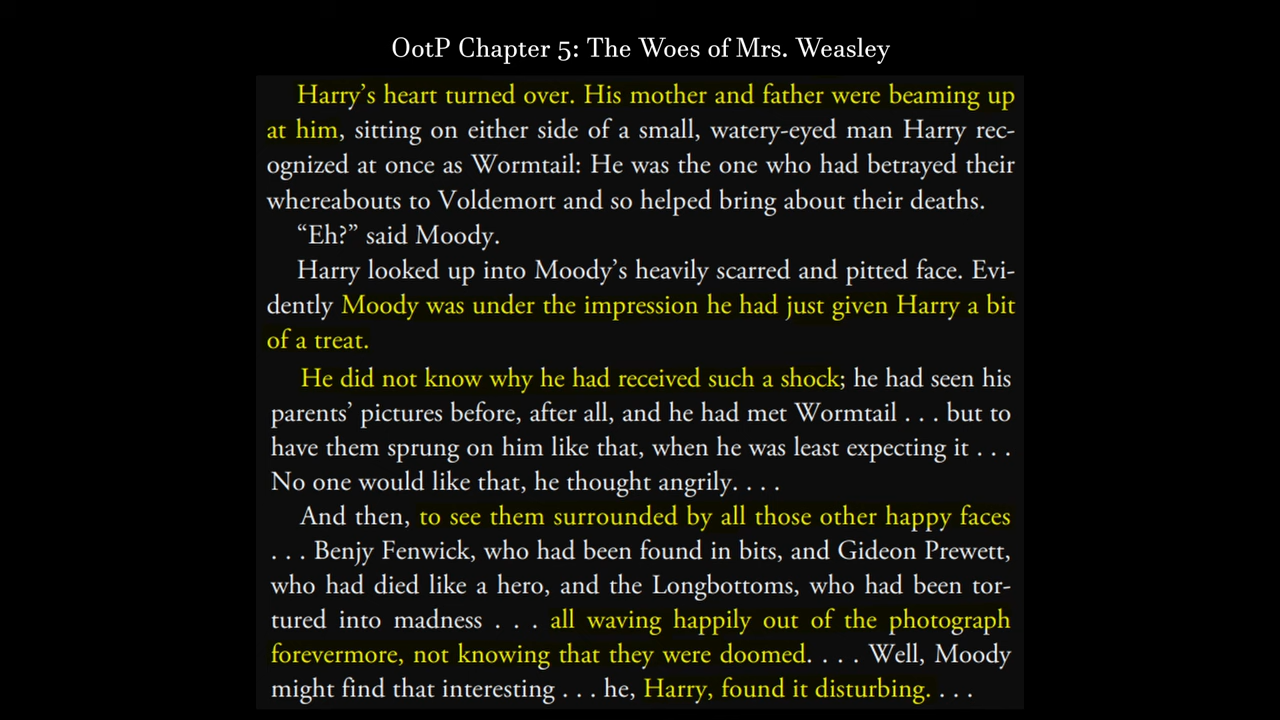 OotP Chapter 5: The Woes of Mrs. Weasley
Harry’s heart turned over. His mother and father were beaming up
at him, sitting on either side of a small, watery-eyed man Harry rec-
ognized at once as Wormtail: He was the one who had betrayed their
whereabouts to Voldemort and so helped bring about their deaths.
“Eh?” said Moody.
Harry looked up into Moody’s heavily scarred and pitted face. Evi-
dently Moody was under the impression he had just given Harry a bit
of a treat.
He did not know why he had received such a shock; he had seen his
parents’ pictures before, after all, and he had met Wormtail . . . but to
have them sprung on him like that, when he was least expecting it . . .
No one would like that, he thought angrily. . . .
And then, to see them surrounded by all those other happy faces
. . . Benjy Fenwick, who had been found in bits, and Gideon Prewett,
who had died like a hero, and the Longbottoms, who had been tor-
tured into madness . . . all waving happily out of the photograph
forevermore, not knowing that they were doomed. . . . Well, Moody
might find that interesting . . . he, Harry, found it disturbing. . . .